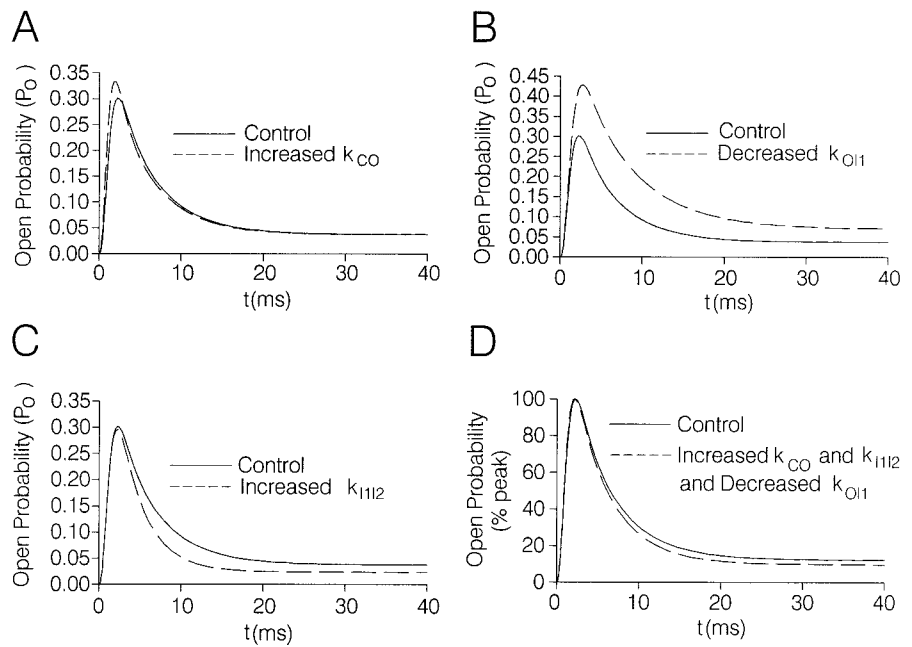 A
Open Probability (Po)
0.35
0.30
0.25
0.20
0.15
0.10
0.05
0.00
Control
Increased kCO
0 10 20 30 40
t(ms)
B
Open Probability (Po)
0.45
0.40
0.35
0.30
0.25
0.20
0.15
0.10
0.05
0.00
Control
Decreased kOI1
0 10 20 30 40
t(ms)
C
Open Probability (Po)
0.35
0.30
0.25
0.20
0.15
0.10
0.05
0.00
Control
Increased kI1I2
0 10 20 30 40
t(ms)
D
Open Probability
(% peak)
100
80
60
40
20
0
Control
Increased kCO and kI1I2
and Decreased kOI1
0 10 20 30 40
t(ms)